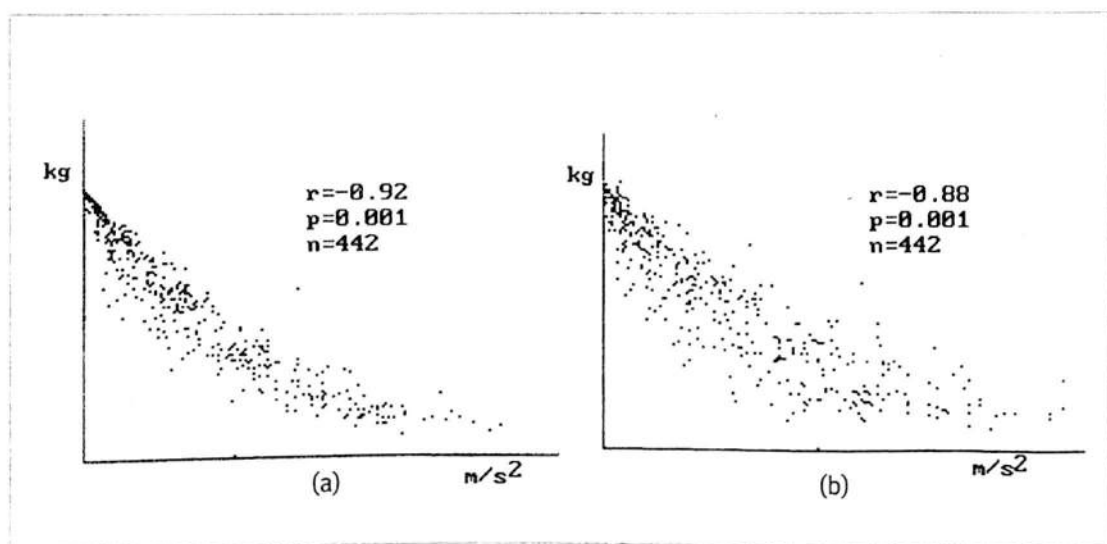 kg
r=-0.92
p=0.001
n=442
m/s2
(a)
kg
r=-0.88
p=0.001
n=442
m/s2
(b)